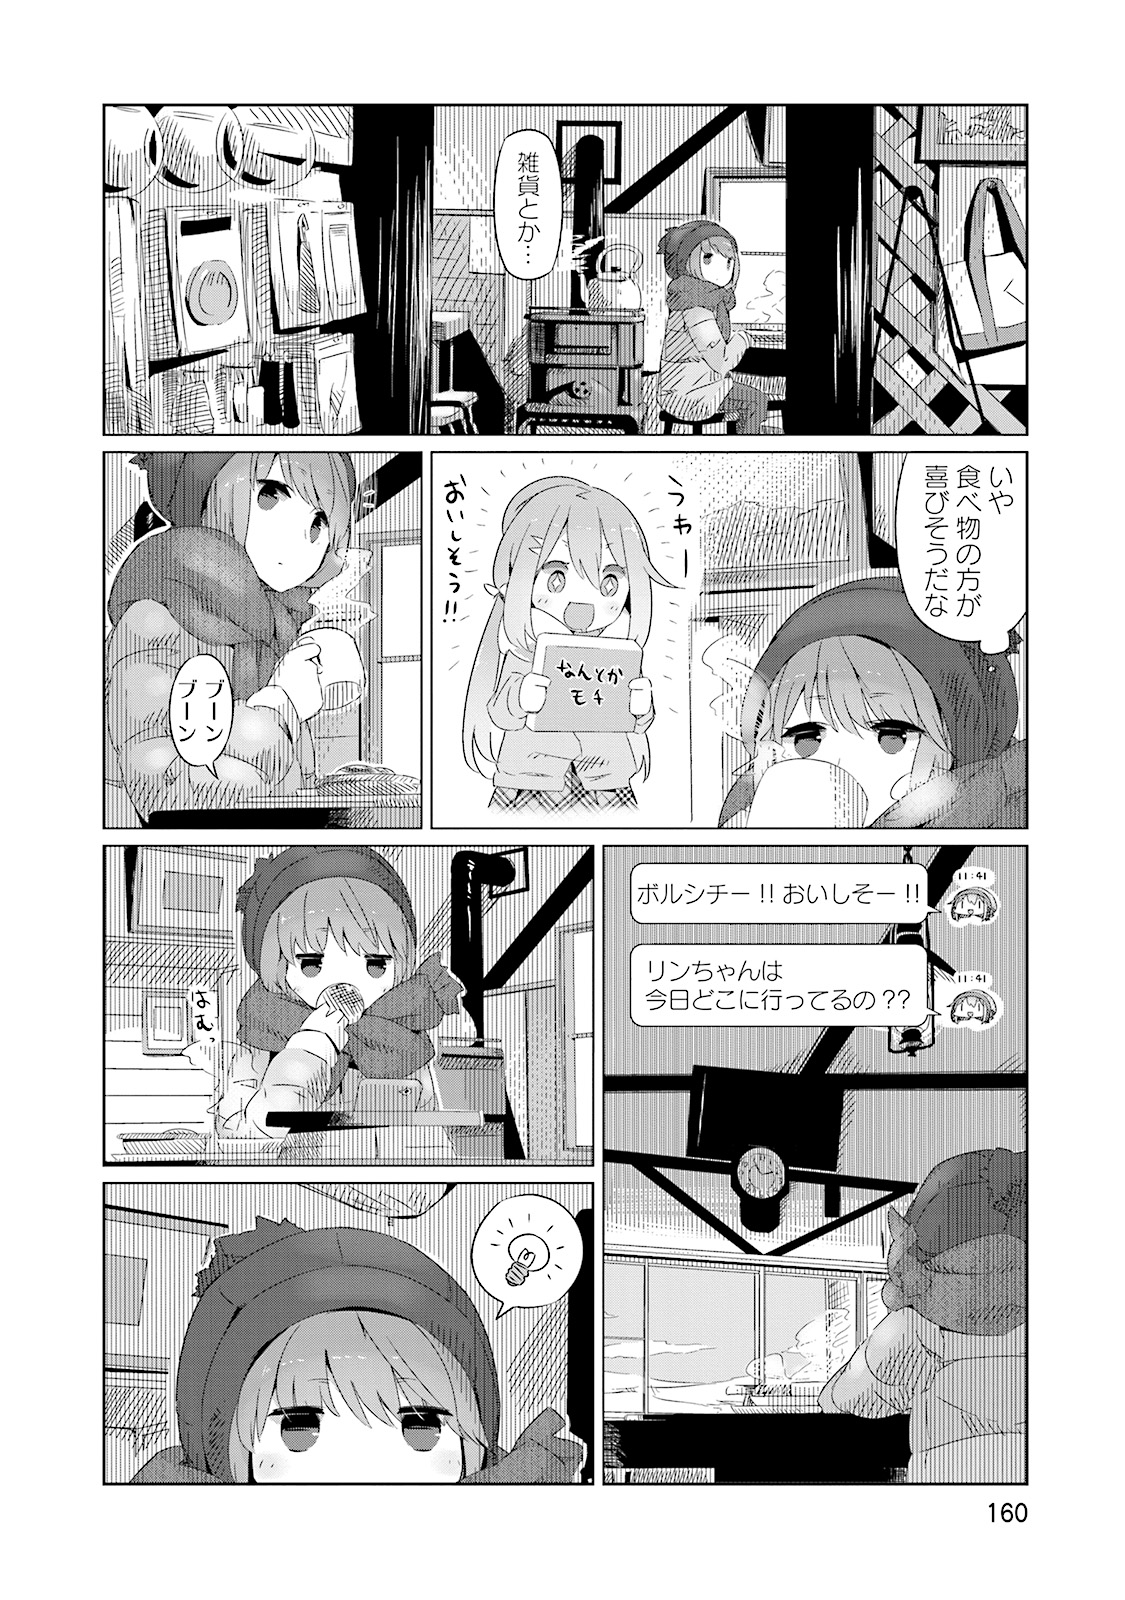 雑貨とか…
いや
食べ物の方が
喜びそうだな
うわー
おいしそう!!
なんとか
モチ
ブーン
ブーン
11:41
ボルシチー!!おいしそー!!
11:41
リンちゃんは
今日どこに行ってるの??
はむっ
160